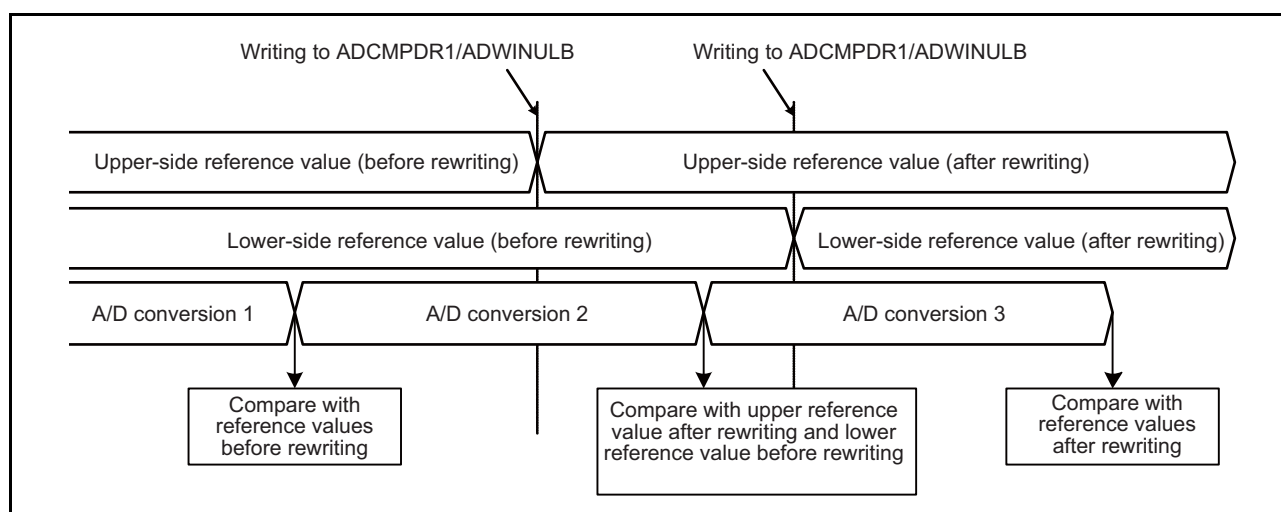 Writing to ADCMPDR1/ADWINULB
Writing to ADCMPDR1/ADWINULB
Upper-side reference value (before rewriting)
Upper-side reference value (after rewriting)
Lower-side reference value (before rewriting)
Lower-side reference value (after rewriting)
A/D conversion 1
A/D conversion 2
A/D conversion 3
Compare with
reference values
before rewriting
Compare with upper reference
value after rewriting and lower
reference value before rewriting
Compare with
reference values
after rewriting